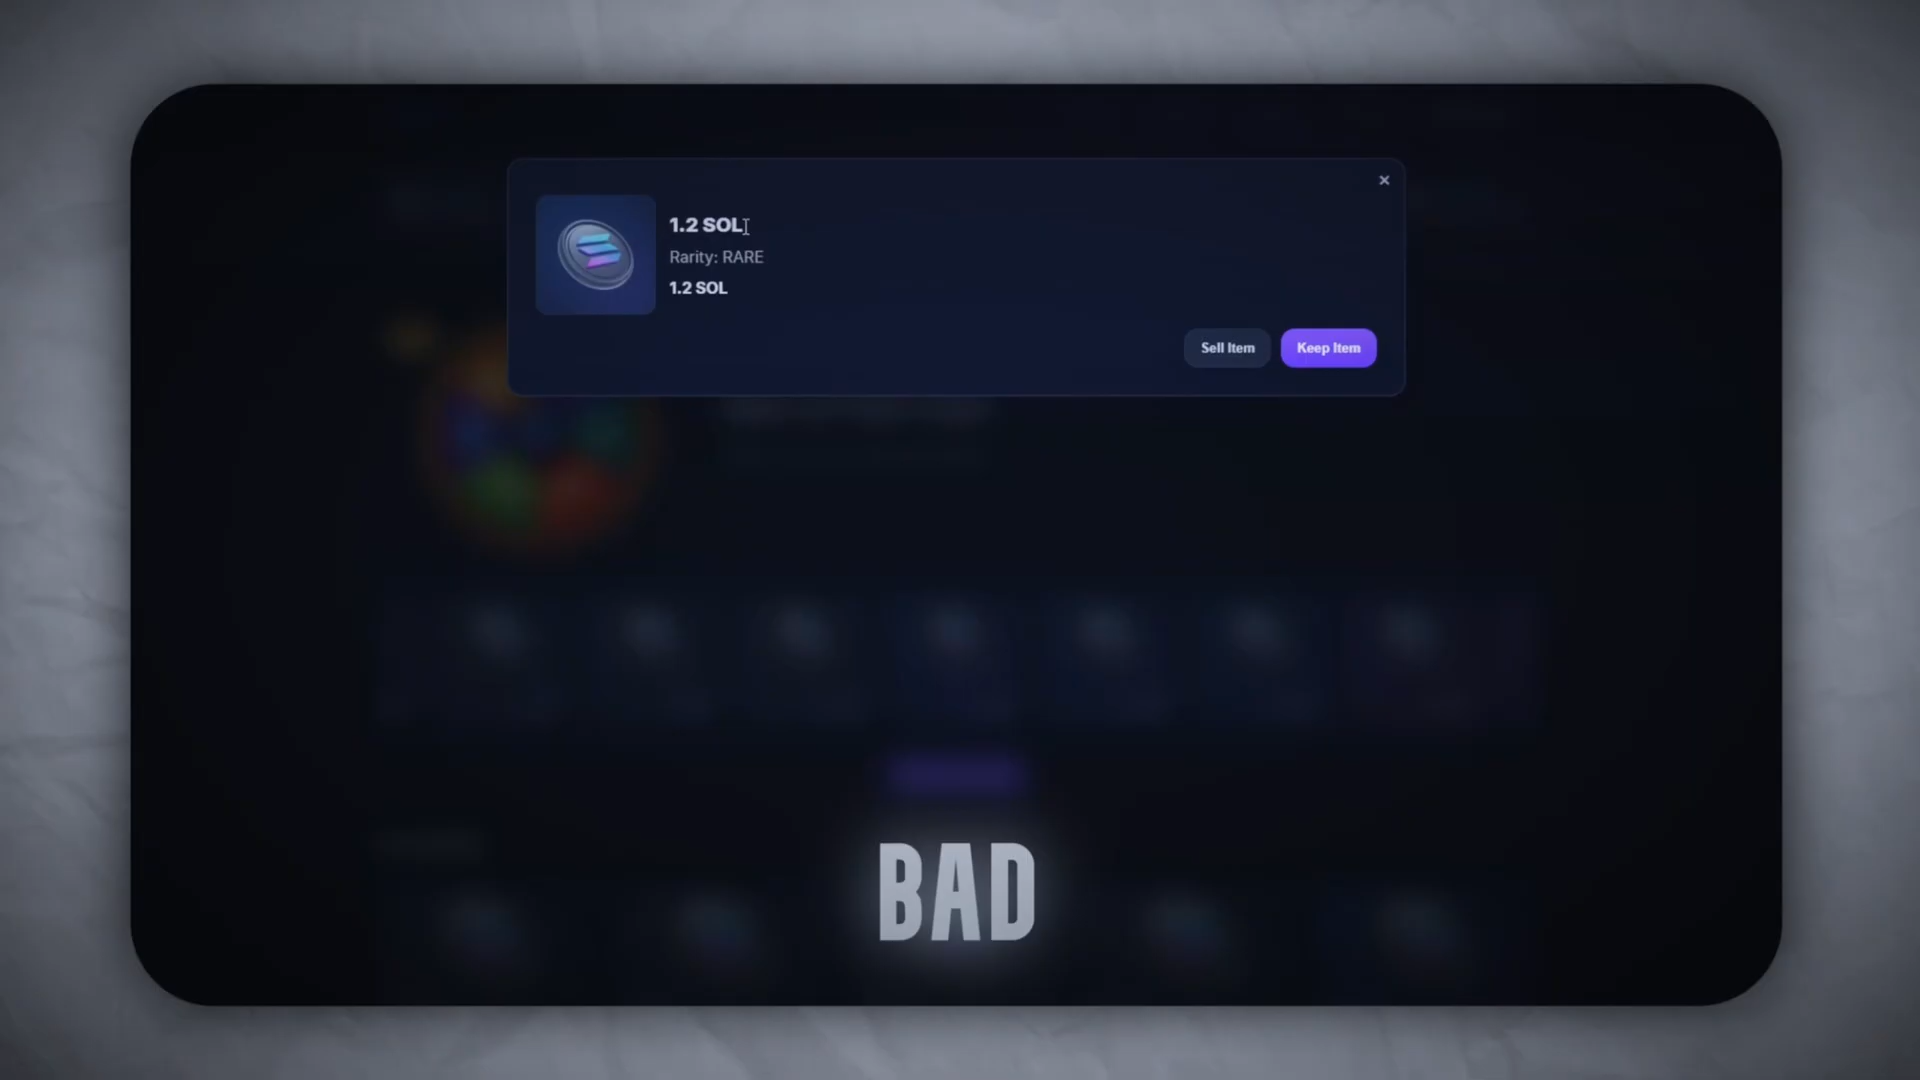 1.2 SOL
Rarity: RARE
1.2 SOL
Sell Item
Keep Item
BAD